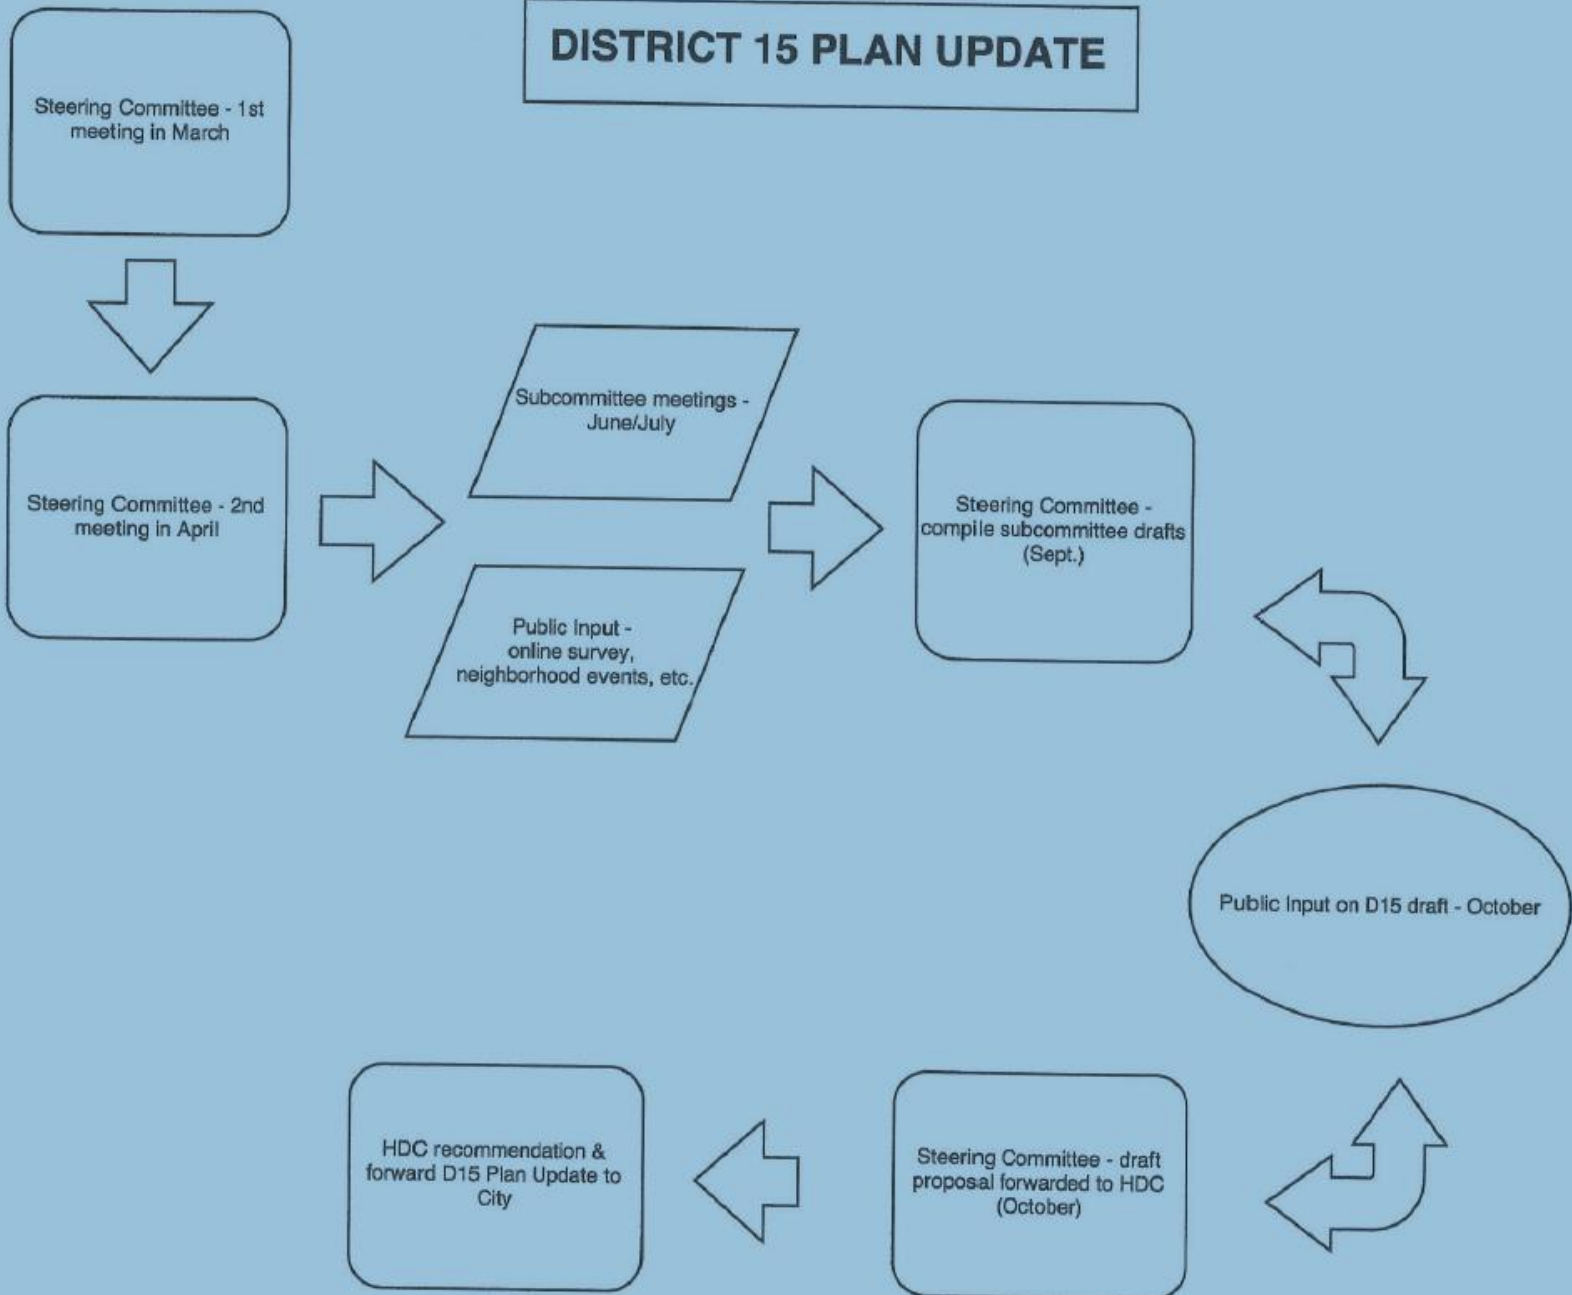 DISTRICT 15 PLAN UPDATE
Steering Committee - 1st
meeting in March
Steering Committee - 2nd
meeting in April
Subcommittee meetings -
June/July
Public Input -
online survey,
neighborhood events, etc.
Steering Committee -
compile subcommittee drafts
(Sept.)
Public Input on D15 draft - October
Steering Committee - draft
proposal forwarded to HDC
(October)
HDC recommendation &
forward D15 Plan Update to
City